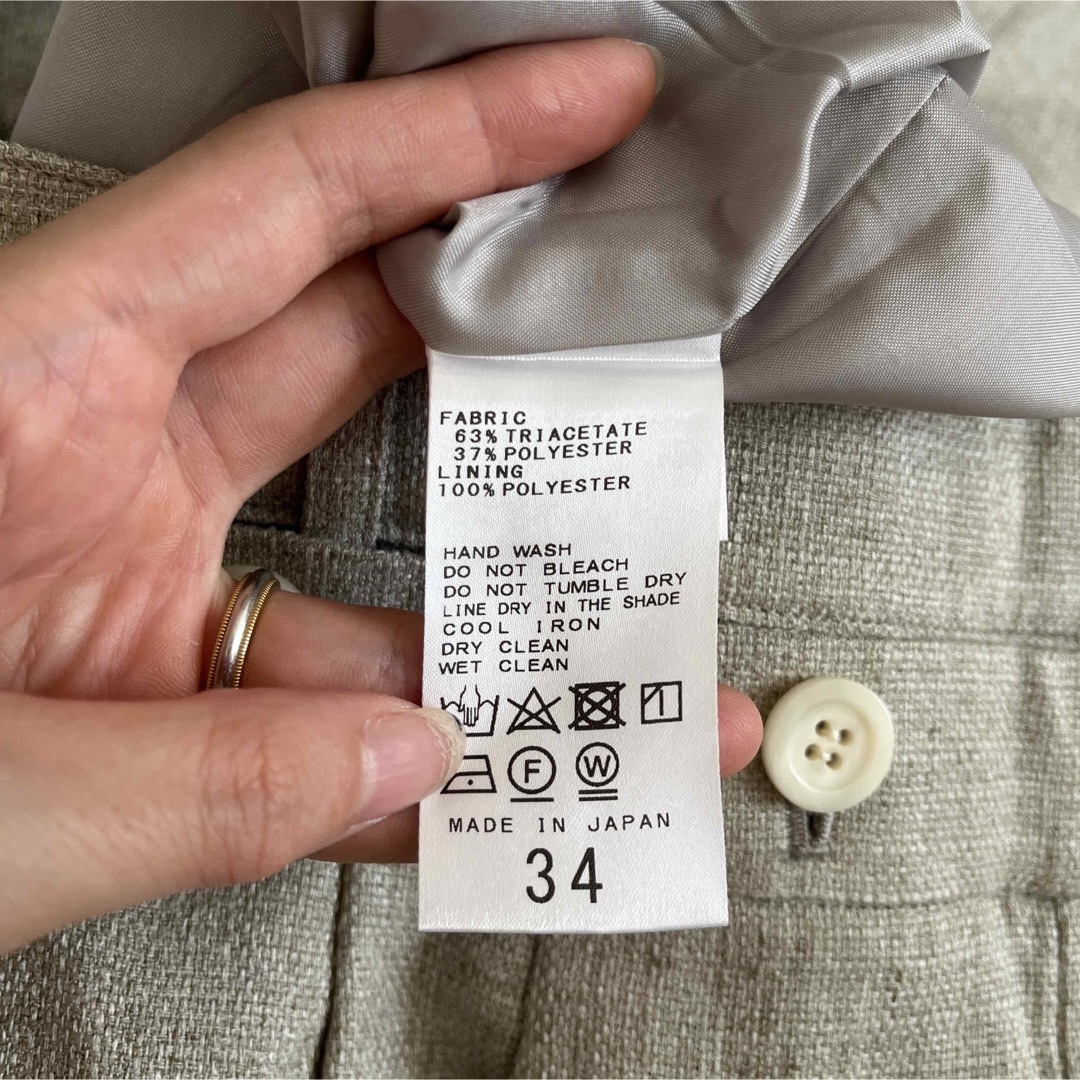 FABRIC
63% TRIACETATE
37% POLYESTER
LINING
100% POLYESTER
HAND WASH
DO NOT BLEACH
DO NOT TUMBLE DRY
LINE DRY IN THE SHADE
COOL IRON
DRY CLEAN
WET CLEAN
F W
MADE IN JAPAN
34